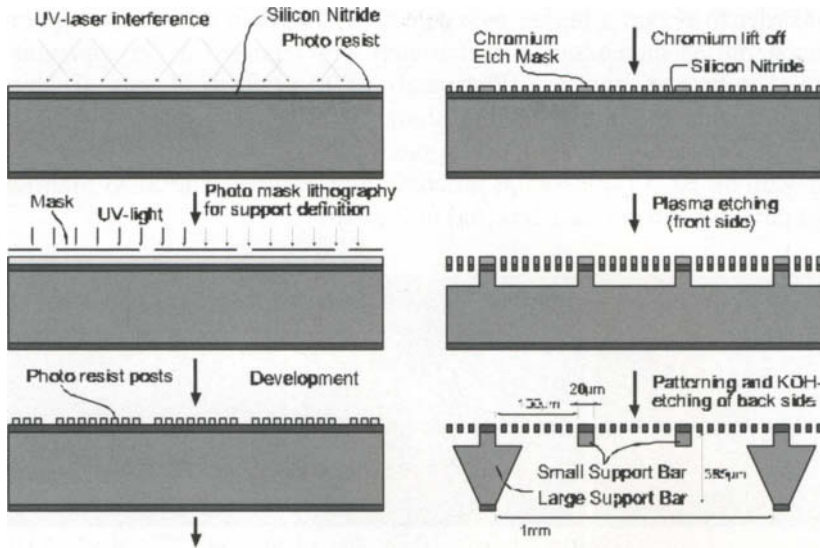 UV-laser interference
Silicon Nitride
Photo resist
Photo mask lithography
for support definition
Mask
UV-light
Photo resist posts
Development
Chromium
Etch Mask
Chromium lift off
Silicon Nitride
Plasma etching
(front side)
Patterning and KOH-
etching of back side
20µm
Small Support Bar
Large Support Bar
1mm